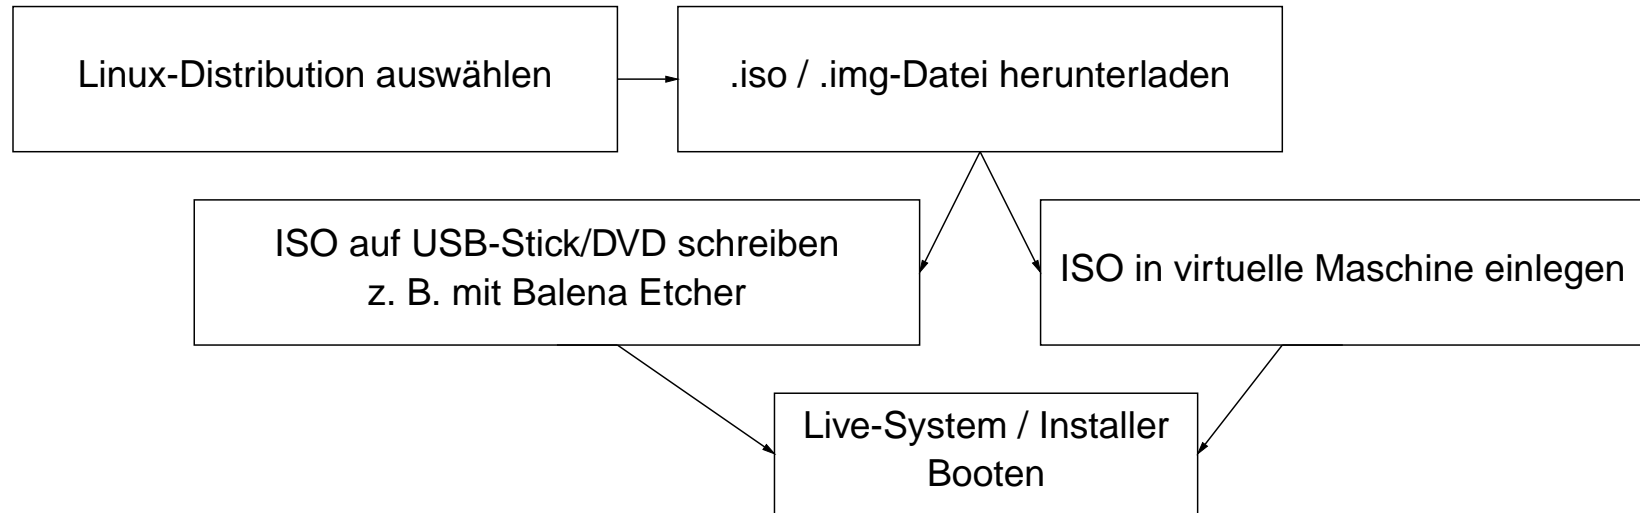 Linux-Distribution auswählen
.iso / .img-Datei herunterladen
ISO auf USB-Stick/DVD schreiben
z. B. mit Balena Etcher
ISO in virtuelle Maschine einlegen
Live-System / Installer
Booten